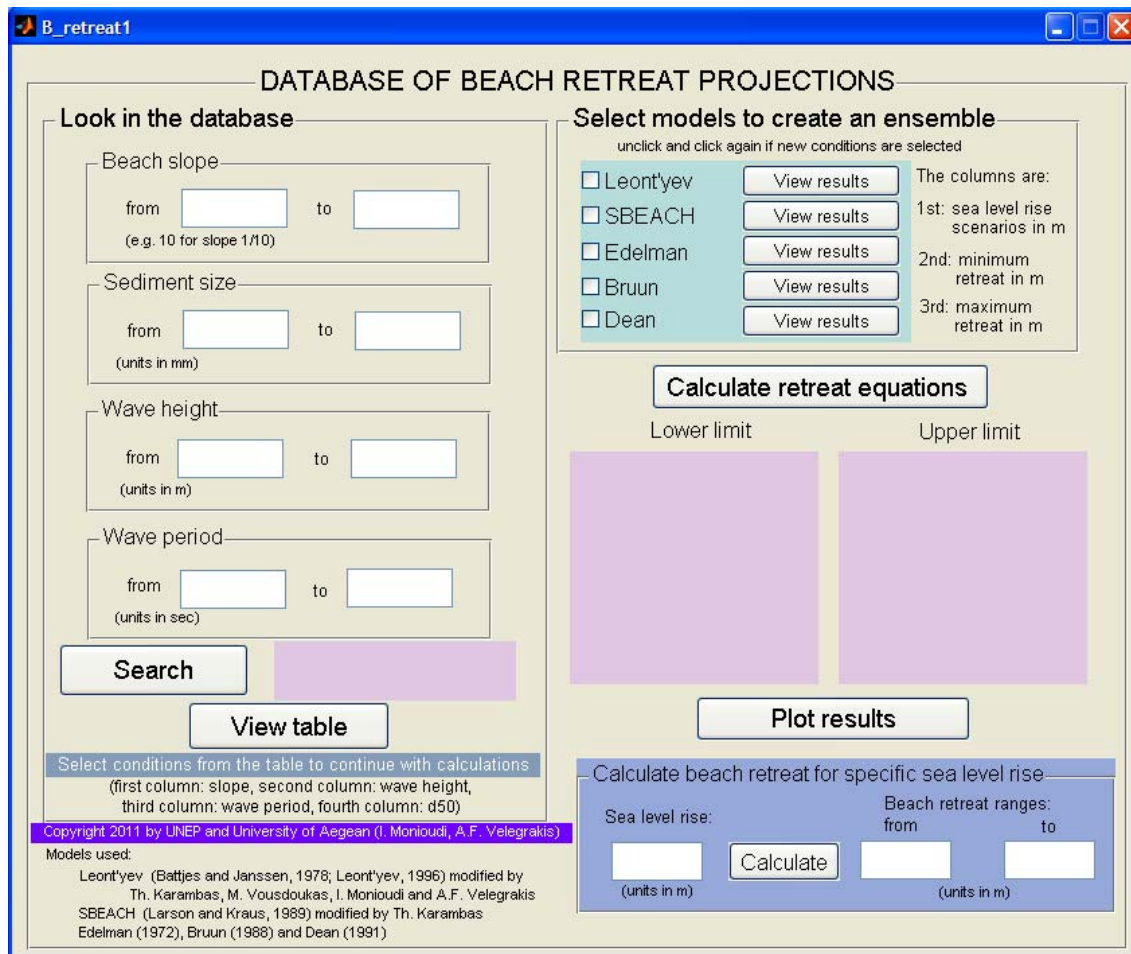 B_retreat1
DATABASE OF BEACH RETREAT PROJECTIONS
Look in the database
Beach slope
from to
(e.g. 10 for slope 1/10)
Sediment size
from to
(units in mm)
Wave height
from to
(units in m)
Wave period
from to
(units in sec)
Search
View table
Select conditions from the table to continue with calculations
(first column: slope, second column: wave height,
third column: wave period, fourth column: d50)
Copyright 2011 by UNEP and University of Aegean (I. Monioudi, A.F. Velegrakis)
Models used:
Leont'yev (Battjes and Janssen, 1978; Leont'yev, 1996) modified by
Th. Karambas, M. Vousdoukas, I. Monioudi and A.F. Velegrakis
SBEACH (Larson and Kraus, 1989) modified by Th. Karambas
Edelman (1972), Bruun (1988) and Dean (1991)
Select models to create an ensemble
unclick and click again if new conditions are selected
Leont'yev View results
SBEACH View results
Edelman View results
Bruun View results
Dean View results
The columns are:
1st: sea level rise
scenarios in m
2nd: minimum
retreat in m
3rd: maximum
retreat in m
Calculate retreat equations
Lower limit Upper limit
Plot results
Calculate beach retreat for specific sea level rise
Sea level rise:
(units in m)
Calculate
Beach retreat ranges:
from to
(units in m)